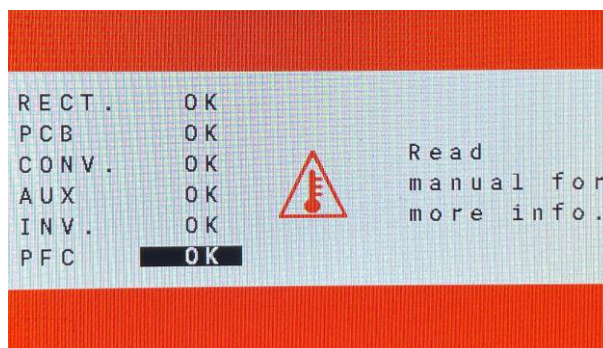 RECT. OK
PCB OK
CONV. OK
AUX OK
INV. OK
PFC OK
Read
manual for
more info.